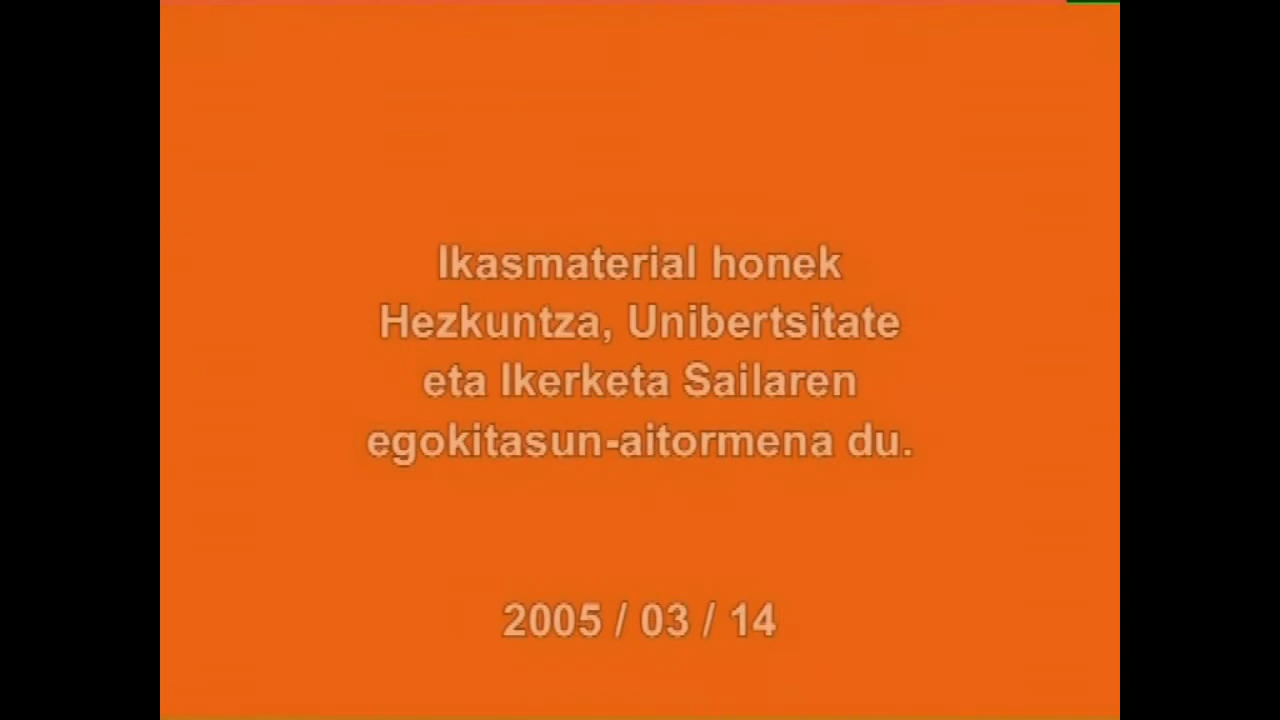 Ikasmaterial honek
Hezkuntza, Unibertsitate
eta Ikerketa Sailaren
egokitasun-aitormena du.
2005 / 03 / 14